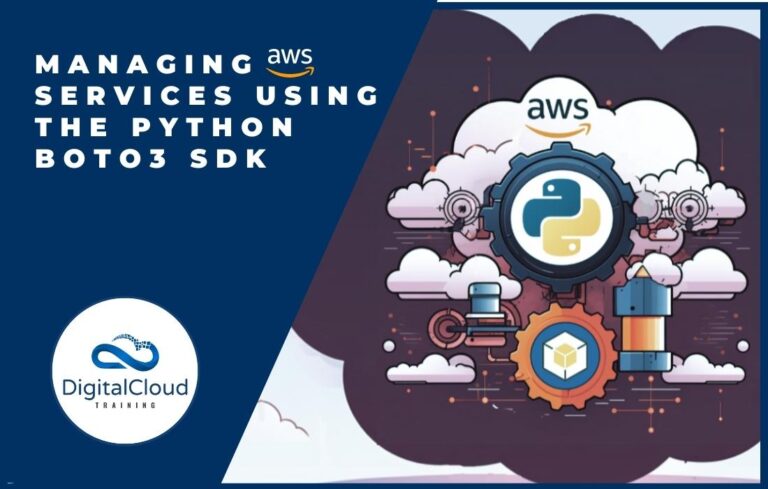 MANAGING aws
SERVICES USING
THE PYTHON
BOTO3 SDK
aws
DigitalCloud
TRAINING